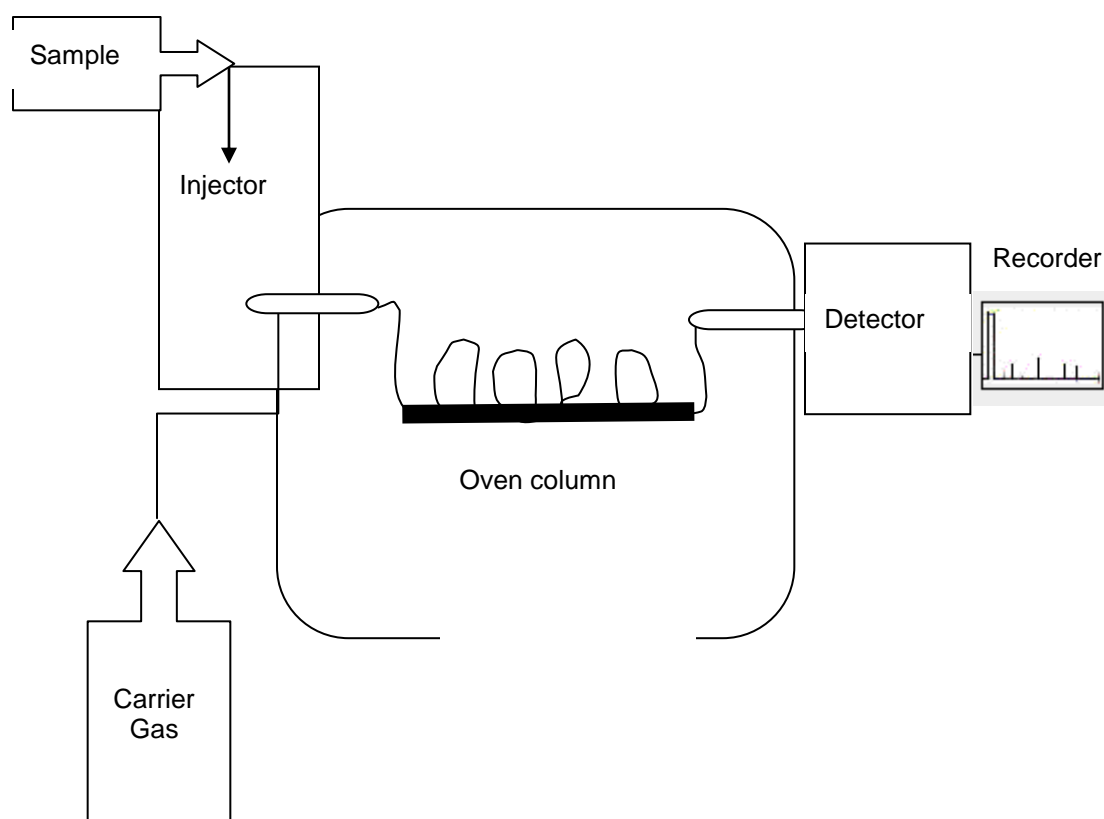 Sample
Injector
Recorder
Detector
Oven column
Carrier
Gas